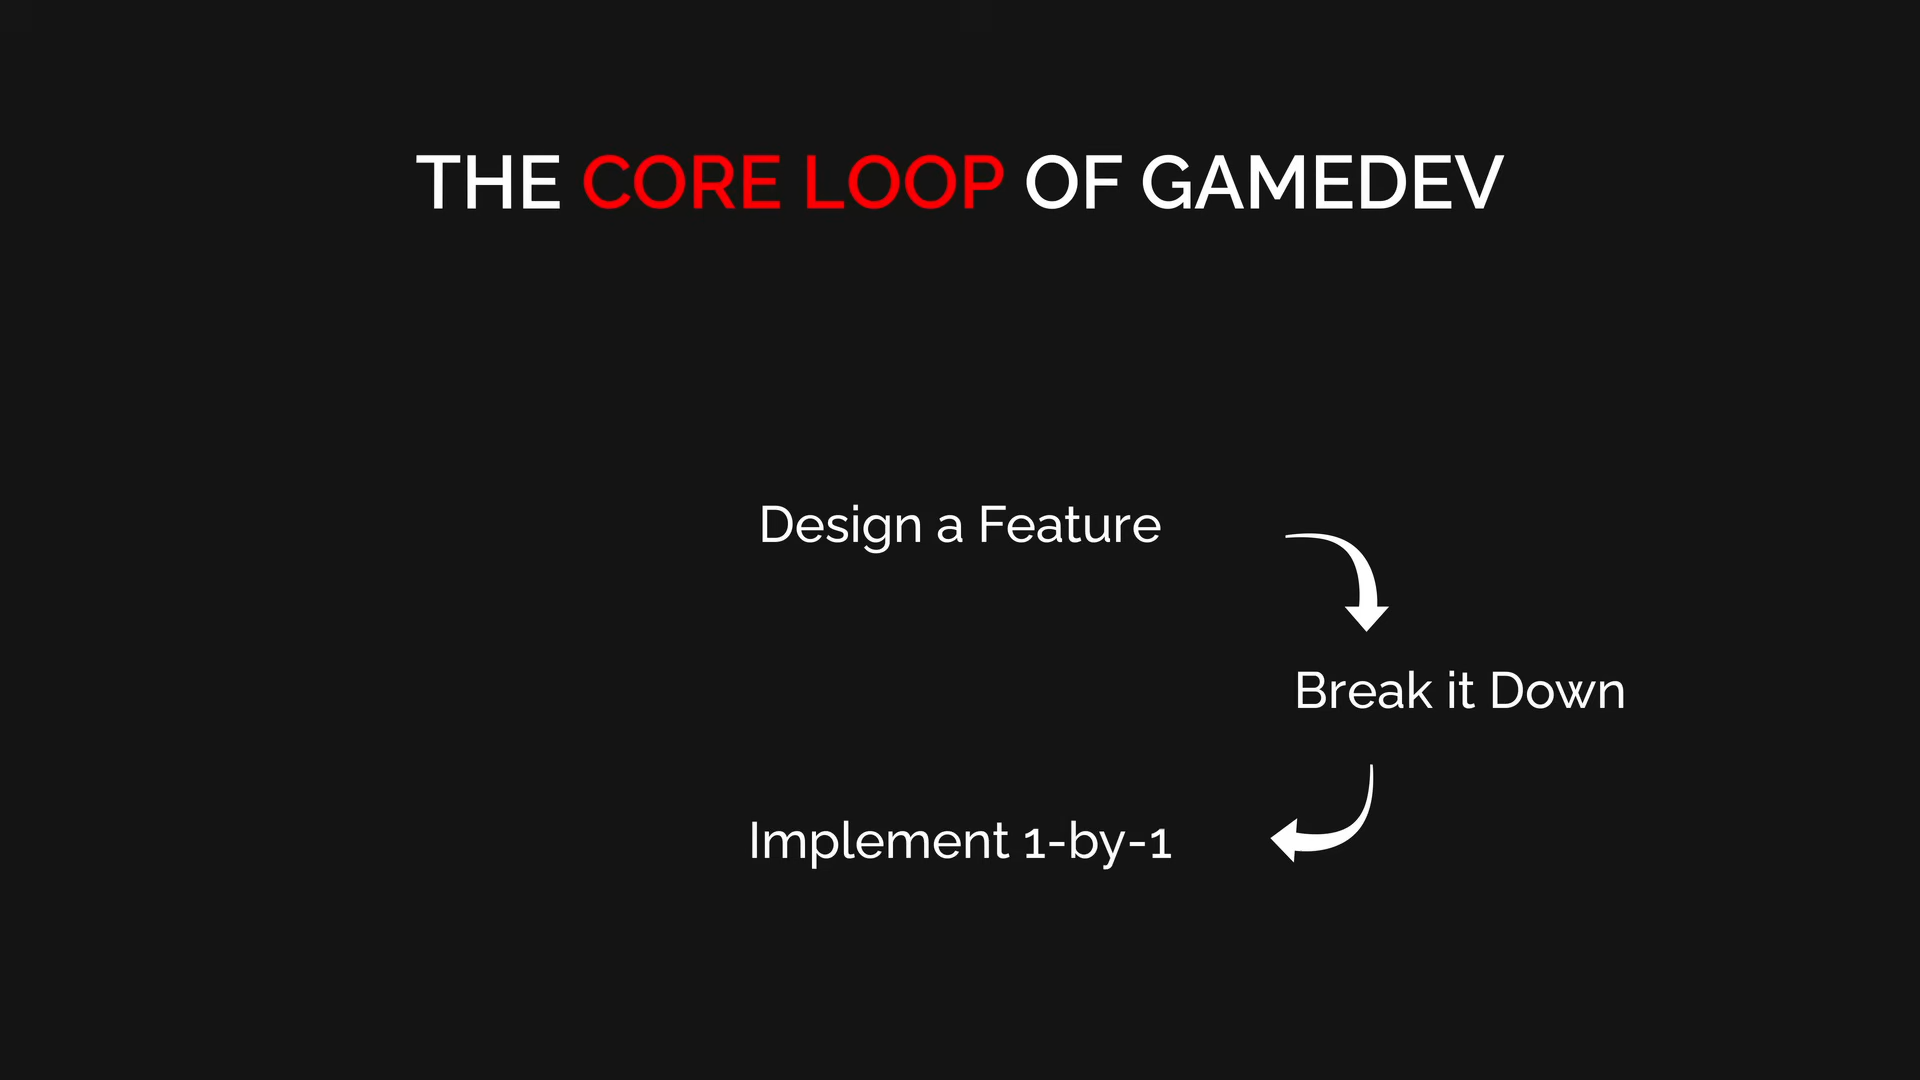 THE CORE LOOP OF GAMEDEV
Design a Feature
Break it Down
Implement 1-by-1